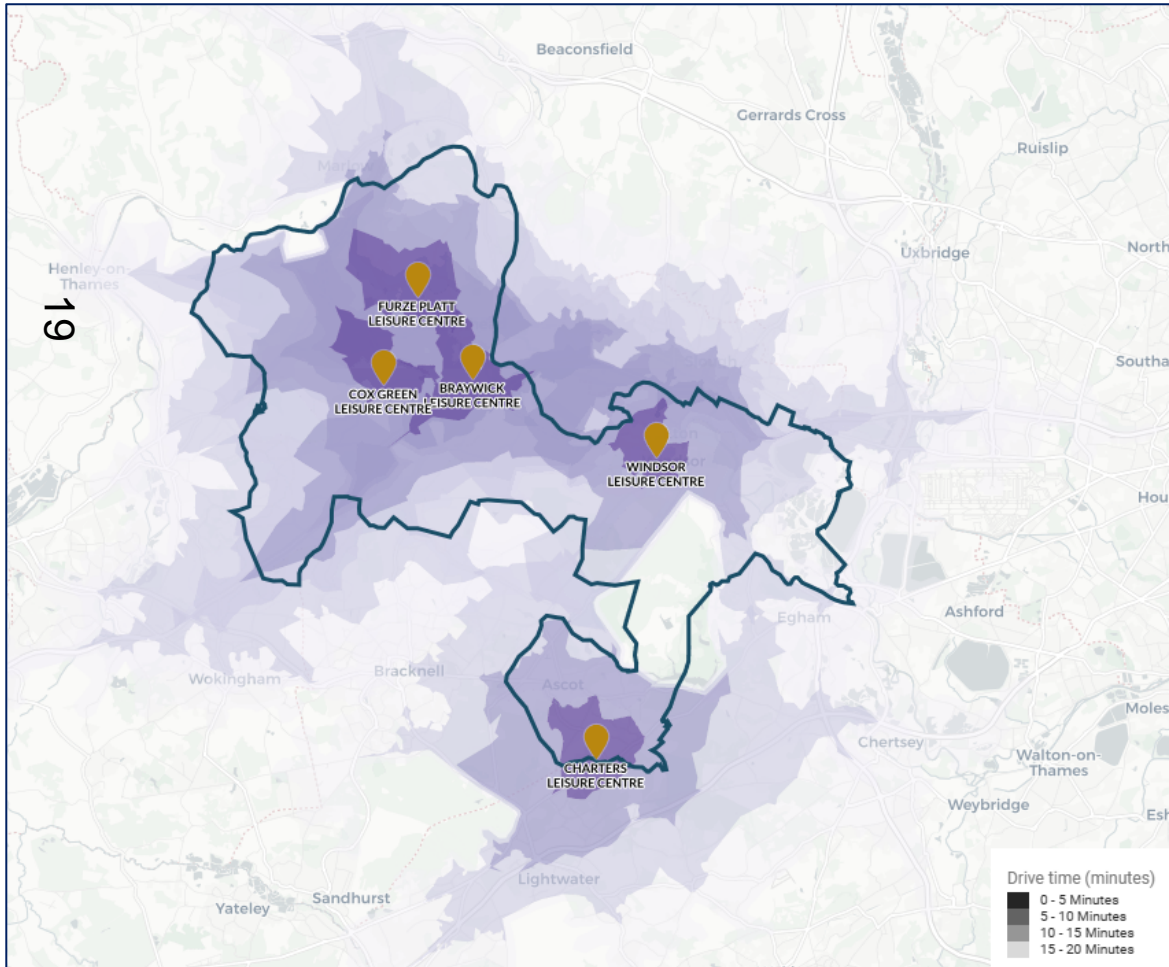 Beaconsfield
Gerrards Cross
Ruislip
Uxbridge
North
Henley-on-
Thames
19
FURZE PLATT
LEISURE CENTRE
Southa
COX GREEN
LEISURE CENTRE
BRAYWICK
LEISURE CENTRE
WINDSOR
LEISURE CENTRE
Hou
Ashford
Egham
Wokingham
Bracknell
Ascot
Moles
Chertsey
Walton-on-
Thames
CHARTERS
LEISURE CENTRE
Weybridge
Esh
Lightwater
Sandhurst
Yateley
Drive time (minutes)
0 - 5 Minutes
5 - 10 Minutes
10 - 15 Minutes
15 - 20 Minutes